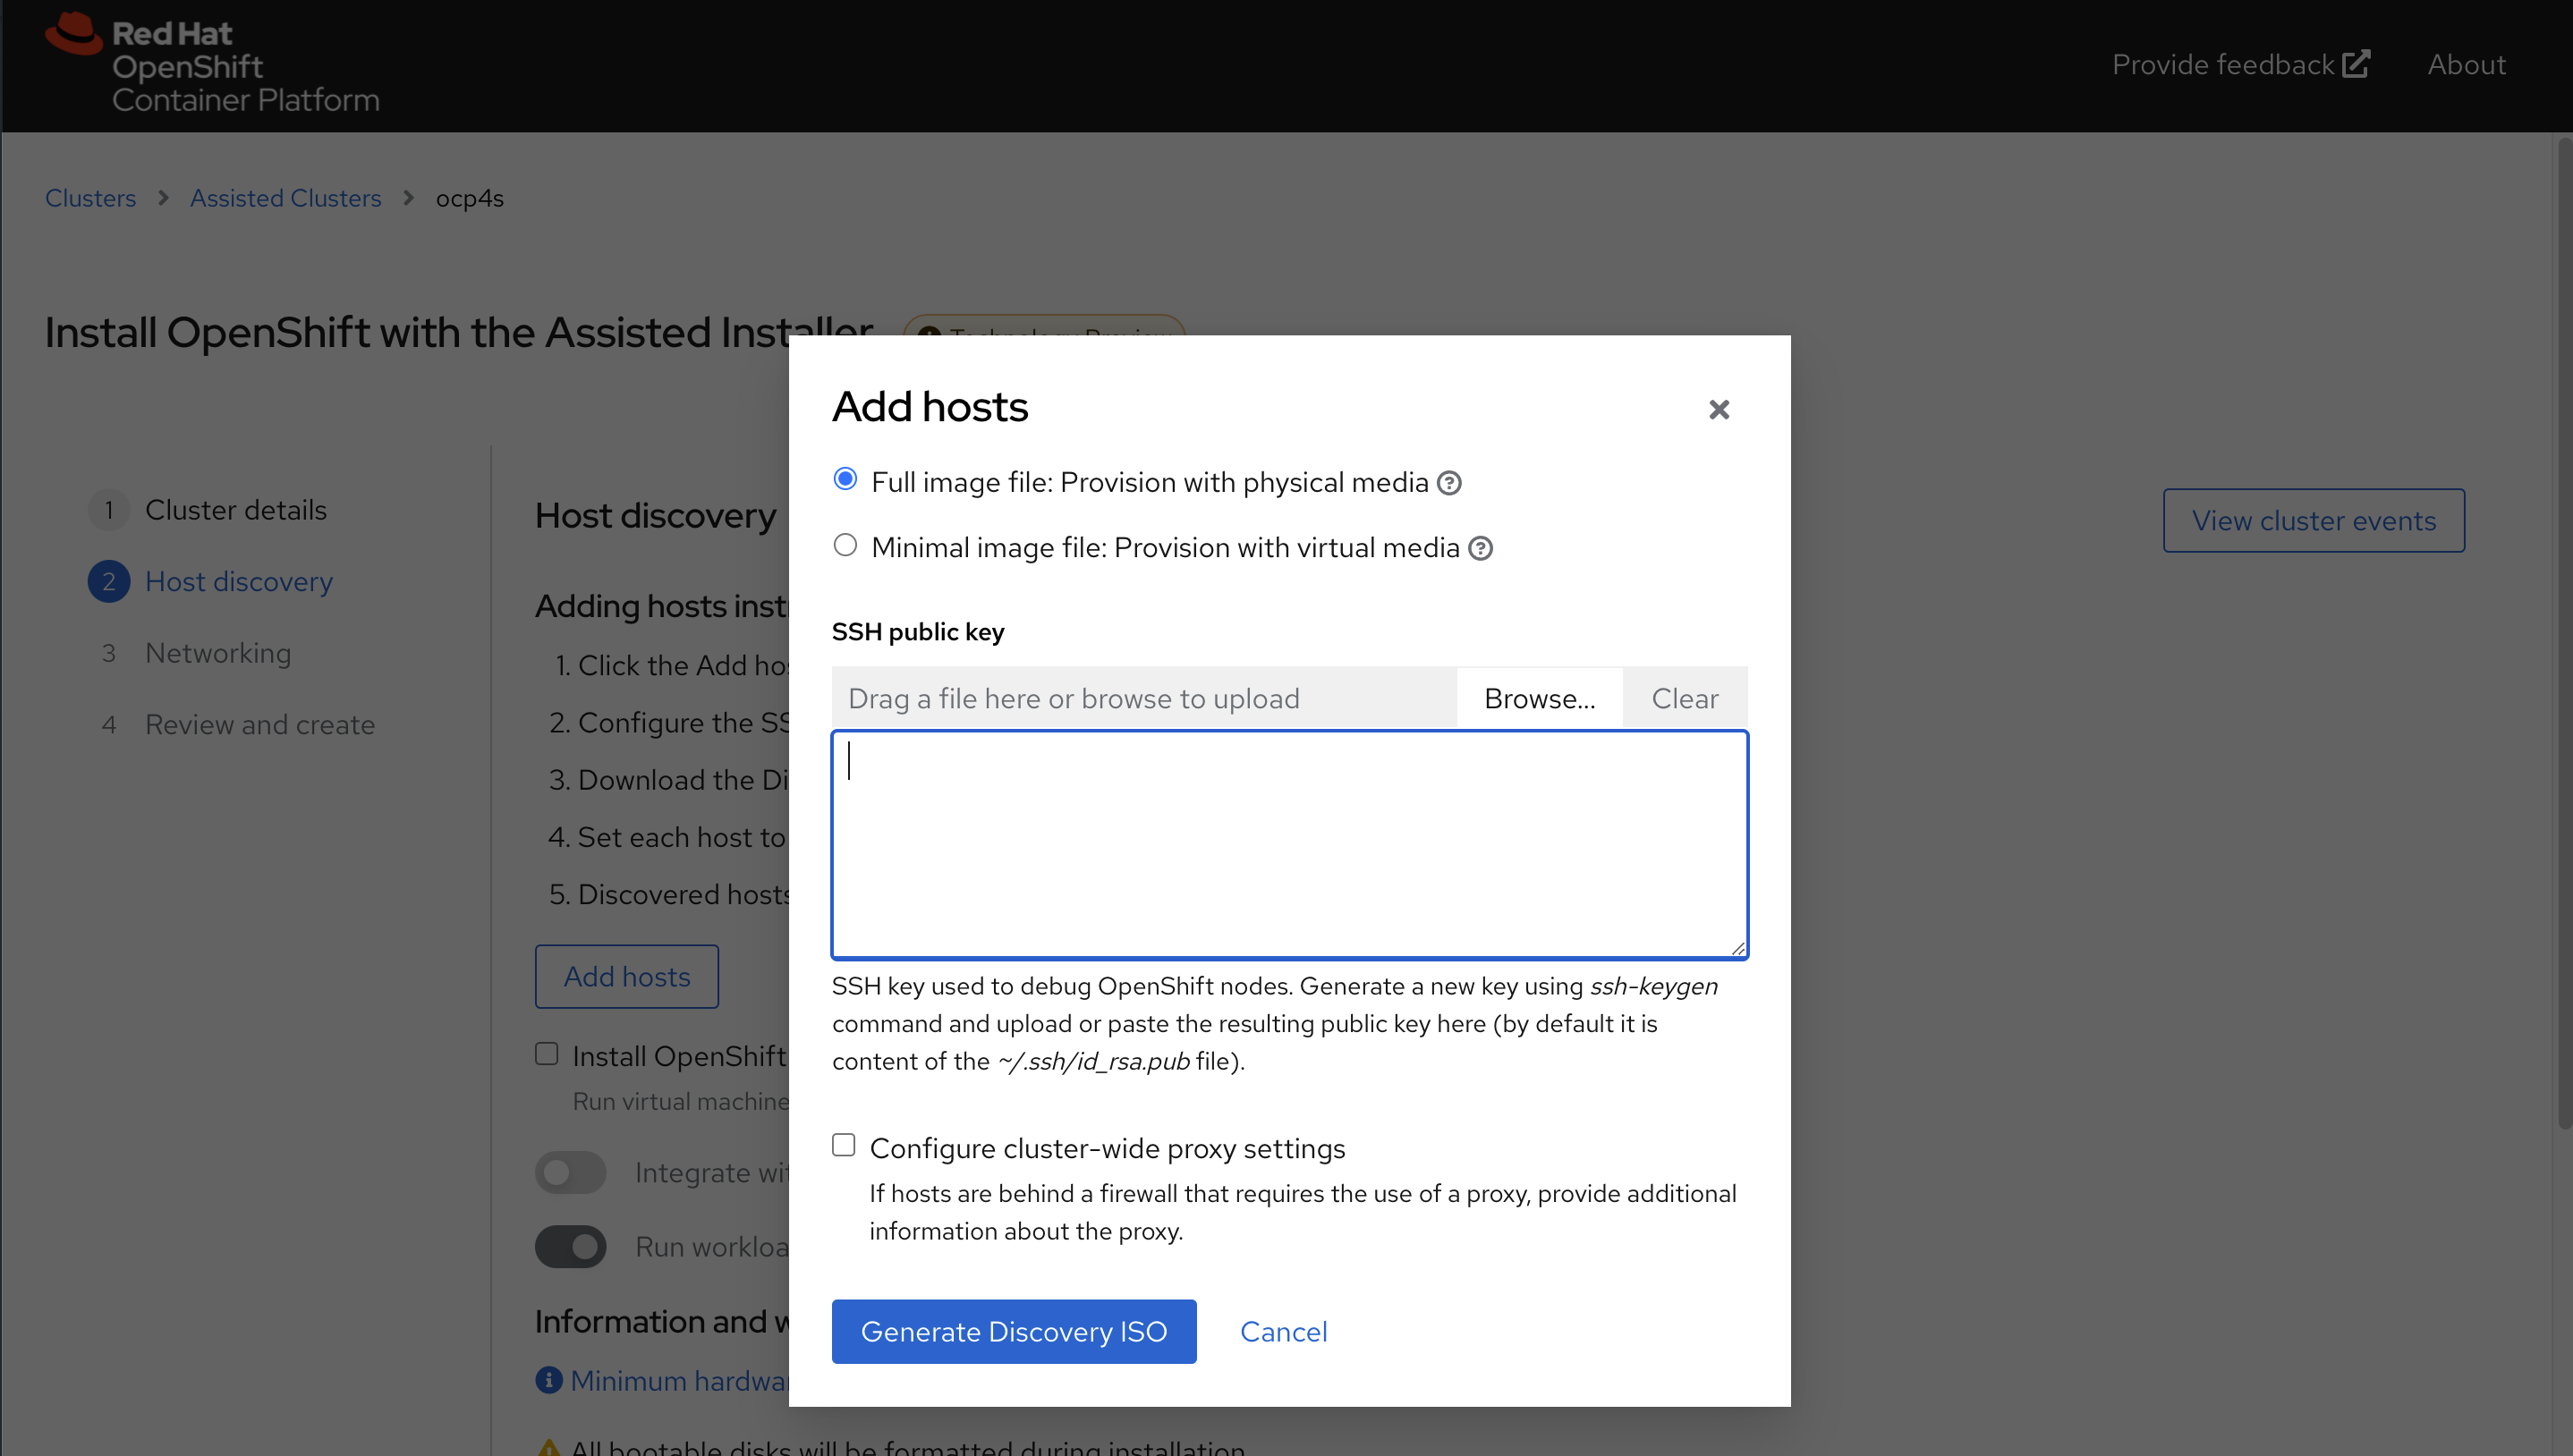 Red Hat
OpenShift
Container Platform
Provide feedback
About
Clusters
Assisted Clusters
ocp4s
Install OpenShift with the Assisted Installer
Technology Preview
1 Cluster details
2 Host discovery
3 Networking
4 Review and create
Host discovery
View cluster events
Adding hosts
1. Click the Add
2. Configure the
3. Download the
4. Set each host to
5. Discovered hosts
Add hosts
Install OpenShift
Run virtual machine
Integrate
Run
Information and
Minimum
All bootable disks will be formatted during installation
Add hosts
Full image file: Provision with physical media
Minimal image file: Provision with virtual media
SSH public key
Drag a file here or browse to upload
Browse...
Clear
SSH key used to debug OpenShift nodes. Generate a new key using ssh-keygen
command and upload or paste the resulting public key here (by default it is
content of the ~/.ssh/id_rsa.pub file).
Configure cluster-wide proxy settings
If hosts are behind a firewall that requires the use of a proxy, provide additional
information about the proxy.
Generate Discovery ISO
Cancel